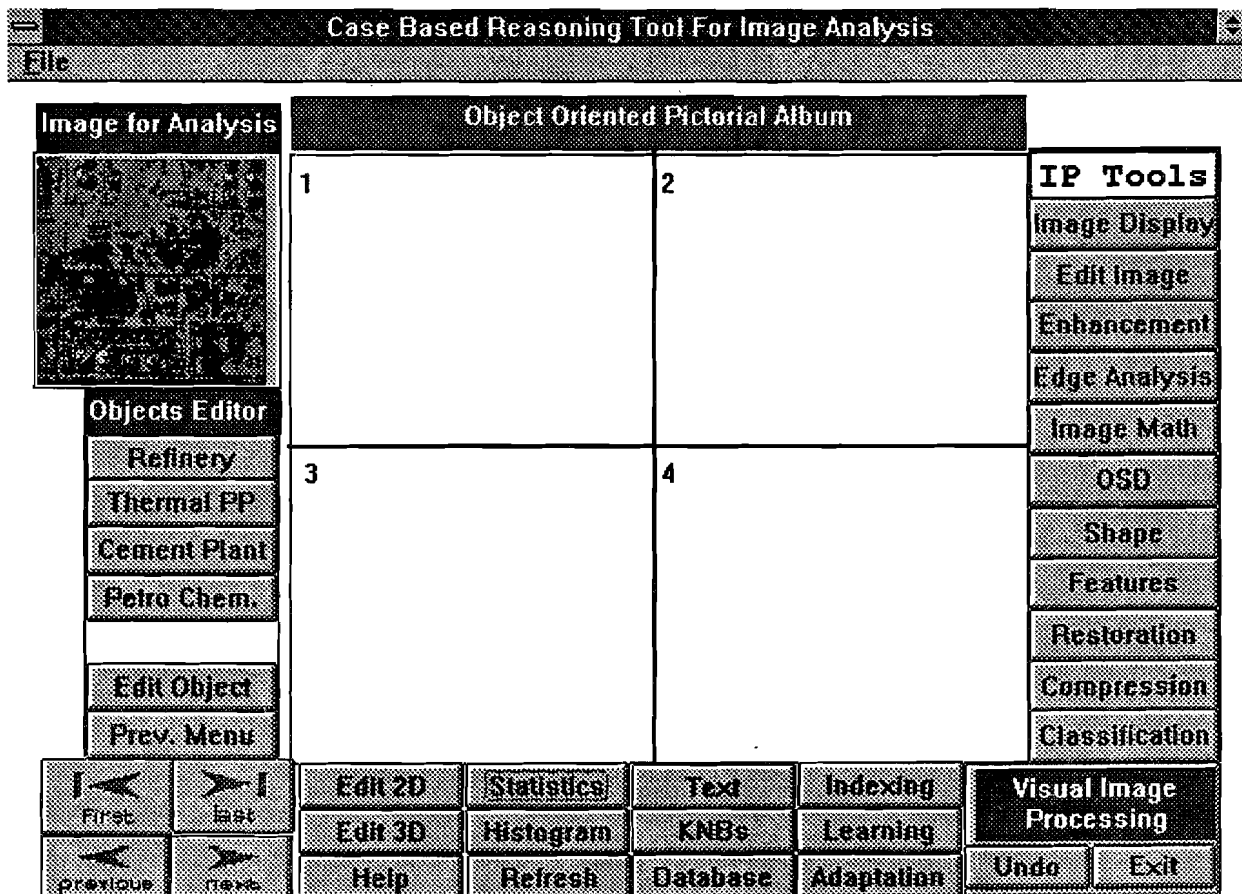 Case Based Reasoning Tool For Image Analysis
File
Image for Analysis
Object Oriented Pictorial Album
1
2
3
4
IP Tools
Image Display
Edit Image
Enhancement
Edge Analysis
Image Math
OSD
Shape
Features
Restoration
Compression
Classification
Objects Editor
Refinery
Thermal PP
Cement Plant
Petro Chem.
Edit Object
Prev. Menu
First
last
previous
next
Edit 2D
Statistics
Text
Indexing
Edit 3D
Histogram
KNBs
Learning
Help
Refresh
Database
Adaptation
Visual Image
Processing
Undo
Exit